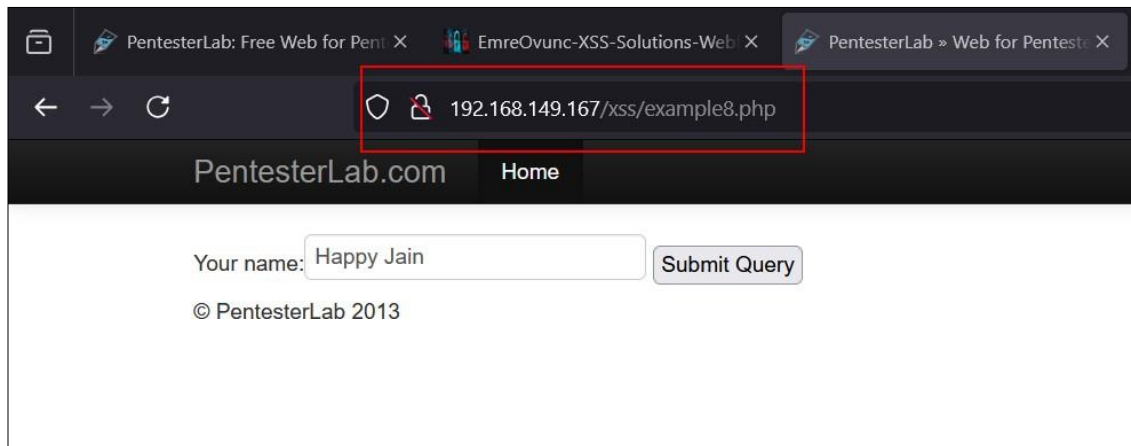 PentesterLab: Free Web for Pent
EmreOvunc-XSS-Solutions-Web
PentesterLab » Web for Penteste
192.168.149.167/xss/example8.php
PentesterLab.com Home
Your name: Happy Jain Submit Query
© PentesterLab 2013